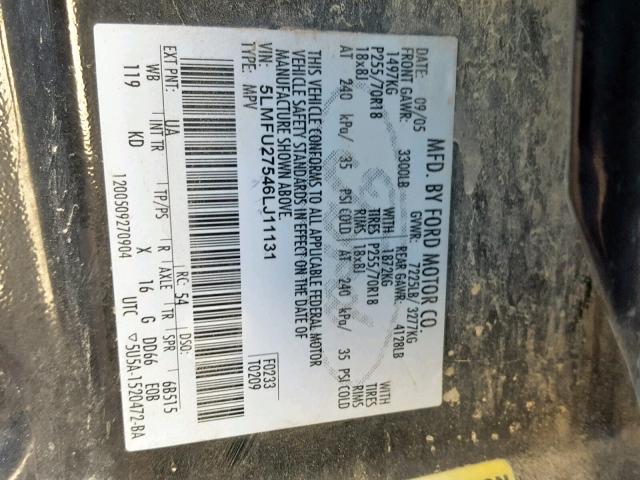 MFD. BY FORD MOTOR CO.
DATE: 09/05 GVWR: 7225LB/ 3277KG
FRONT GAWR: 3300LB REAR GAWR: 4128LB
1497KG WITH 1872KG WITH
P255/70R18 TIRES P255/70R18 TIRES
18x8J RIMS 18x8J RIMS
AT 240 kPa/ 35 PSI COLD AT 240 kPa/ 35 PSI COLD
THIS VEHICLE CONFORMS TO ALL APPLICABLE FEDERAL MOTOR
VEHICLE SAFETY STANDARDS IN EFFECT ON THE DATE OF
MANUFACTURE SHOWN ABOVE.
VIN: 5LMFU27546LJ11131 F0233
TYPE: MPV T0209
EXT PNT: UA RC: 54 DSO:
WB INT TR TP/PS R AXLE TR SPR 6B515
119 KD X 16 G DD66 E0B
1200509270904 UTC ▽5U5A-1520472-BA